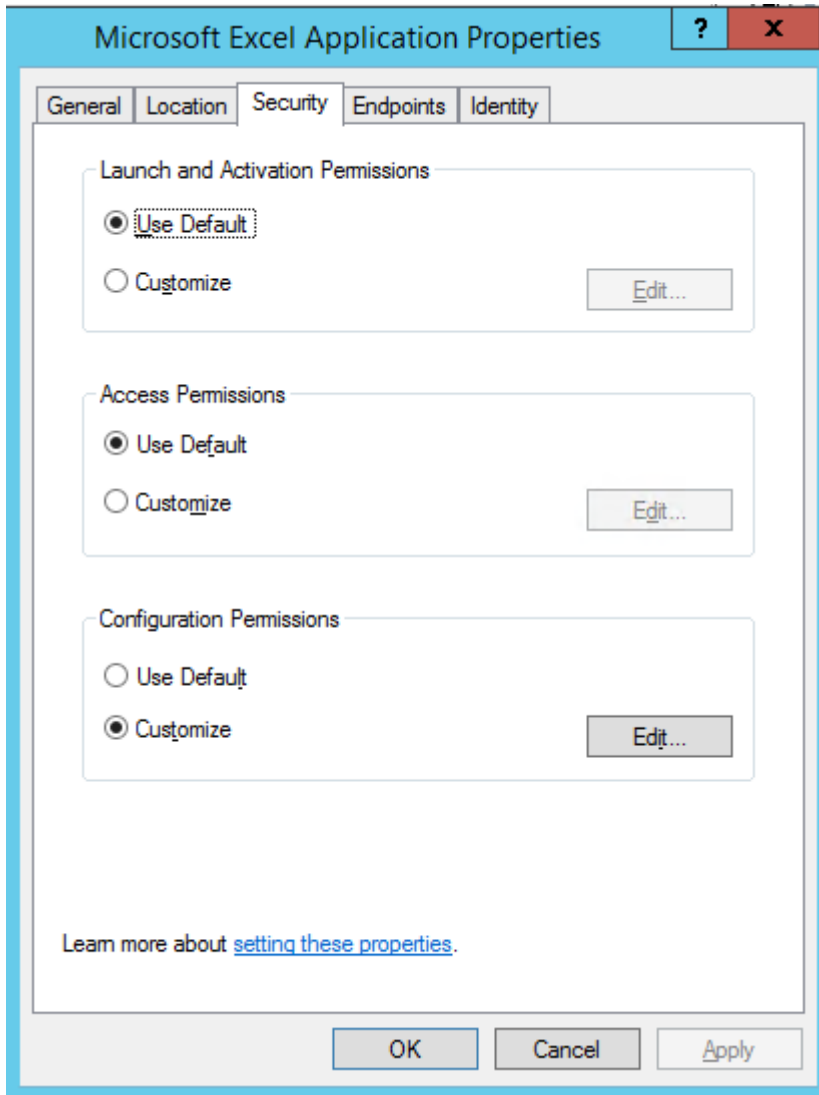 Microsoft Excel Application Properties ? x
General Location Security Endpoints Identity
Launch and Activation Permissions
Use Default
Customize
Edit...
Access Permissions
Use Default
Customize
Edit...
Configuration Permissions
Use Default
Customize
Edit...
Learn more about setting these properties.
OK Cancel Apply